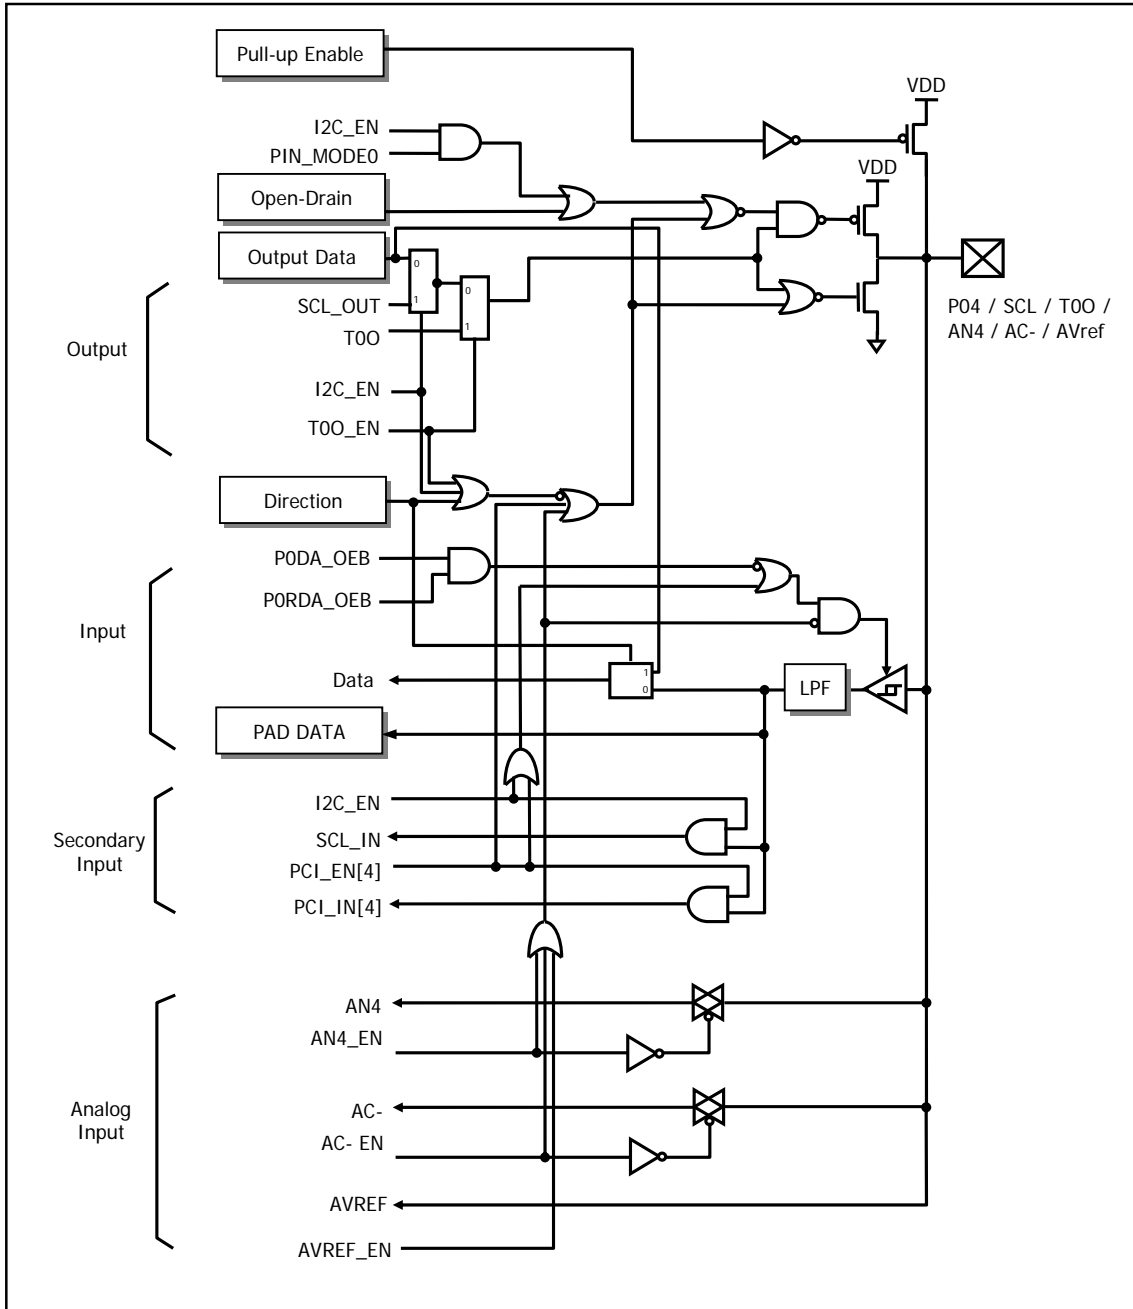 Pull-up Enable
VDD
I2C_EN
PIN_MODE0
VDD
Open-Drain
Output Data
0
1
SCL_OUT
0
1
T0O
P04 / SCL / T0O /
AN4 / AC- / AVref
Output
I2C_EN
T0O_EN
Direction
P0DA_OEB
P0RDA_OEB
Input
Data
1
0
LPF
PAD DATA
I2C_EN
SCL_IN
Secondary
Input
PCI_EN[4]
PCI_IN[4]
AN4
AN4_EN
Analog
Input
AC-
AC- EN
AVREF
AVREF_EN